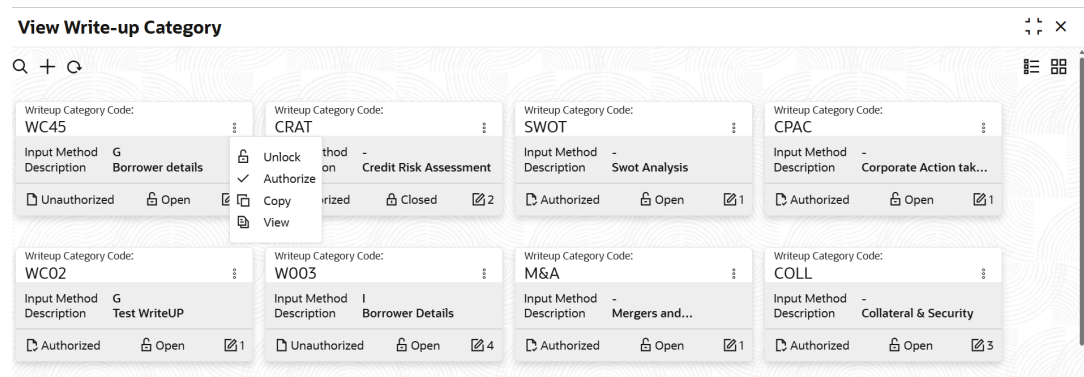 View Write-up Category
Writeup Category Code:
WC45
Input Method G
Description Borrower details
Unauthorized Open
Unlock
Authorize
Copy
View
Writeup Category Code:
CRAT
thod -
on Credit Risk Assessment
orized Closed 2
Writeup Category Code:
SWOT
Input Method -
Description Swot Analysis
Authorized Open 1
Writeup Category Code:
CPAC
Input Method -
Description Corporate Action tak...
Authorized Open 1
Writeup Category Code:
WC02
Input Method G
Description Test WriteUP
Authorized Open 1
Writeup Category Code:
W003
Input Method I
Description Borrower Details
Unauthorized Open 4
Writeup Category Code:
M&A
Input Method -
Description Mergers and...
Authorized Open 1
Writeup Category Code:
COLL
Input Method -
Description Collateral & Security
Authorized Open 3